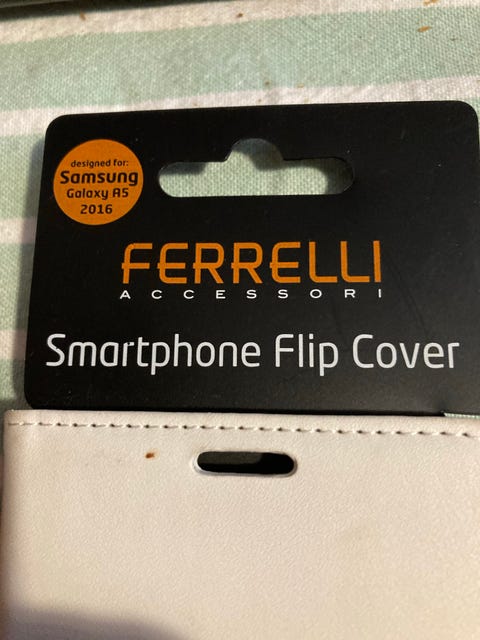 designed for:
Samsung
Galaxy A5
2016
FERRELLI
ACCESSORI
Smartphone Flip Cover